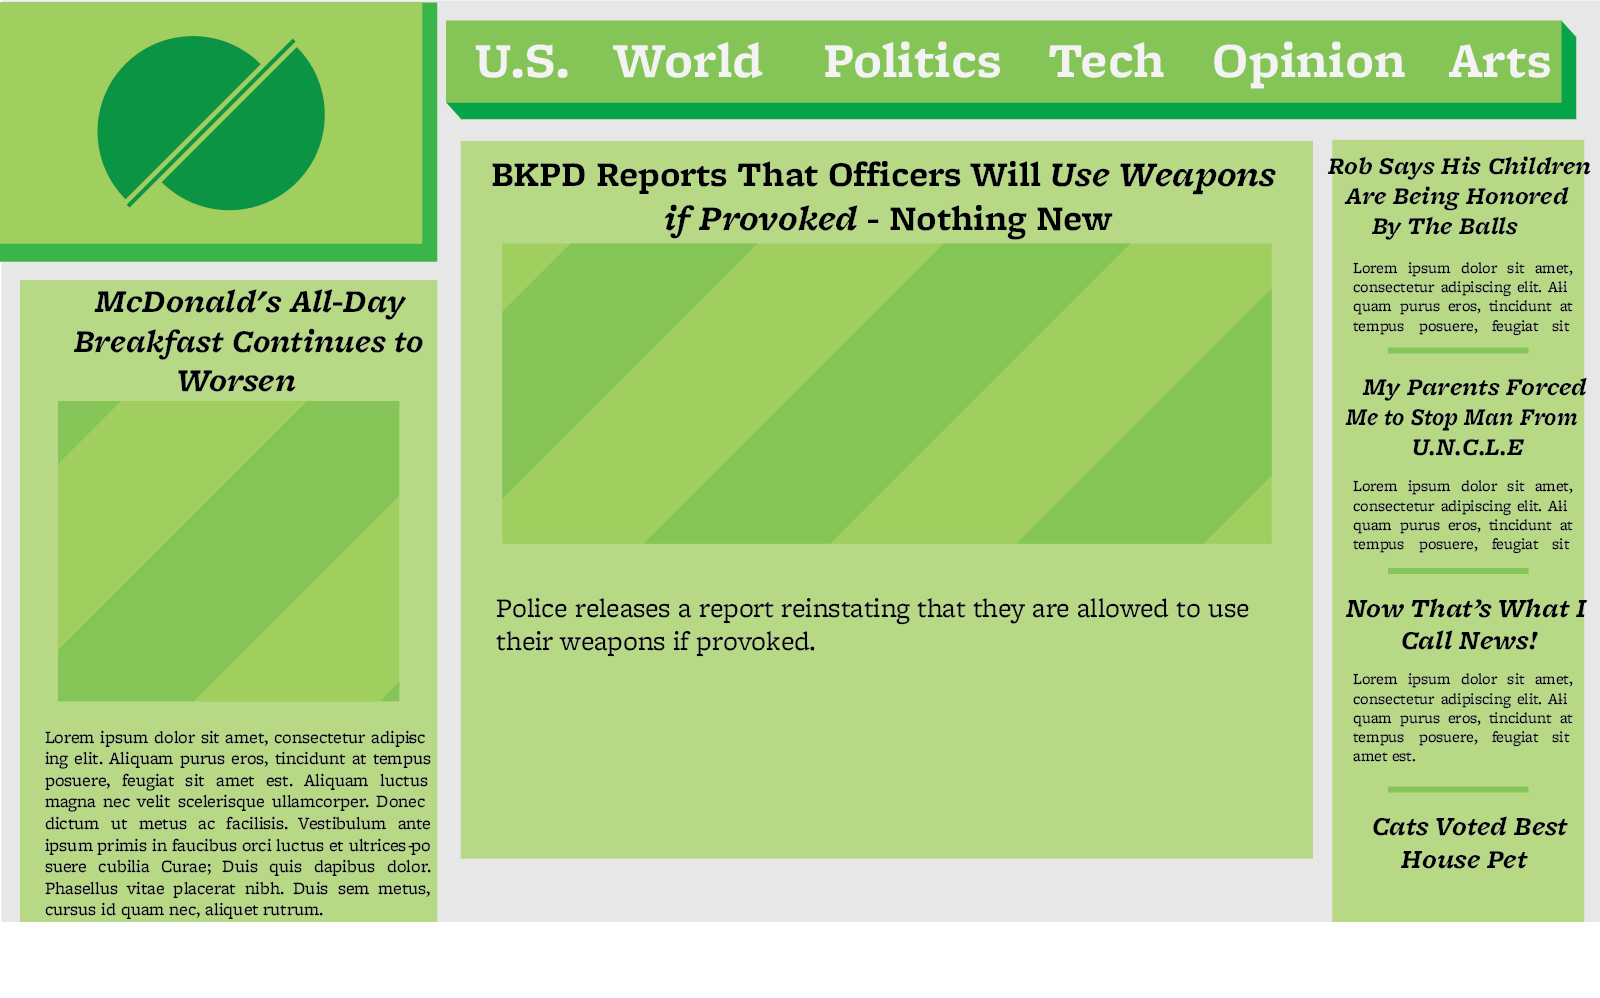 U.S. World Politics Tech Opinion Arts
McDonald's All-Day
Breakfast Continues to
Worsen
Lorem ipsum dolor sit amet, consectetur adipisc
ing elit. Aliquam purus eros, tincidunt at tempus
posuere, feugiat sit amet est. Aliquam luctus
magna nec velit scelerisque ullamcorper. Donec
dictum ut metus ac facilisis. Vestibulum ante
ipsum primis in faucibus orci luctus et ultrices po
suere cubilia Curae; Duis quis dapibus dolor.
Phasellus vitae placerat nibh. Duis sem metus,
cursus id quam nec, aliquet rutrum.
BKPD Reports That Officers Will Use Weapons
if Provoked - Nothing New
Police releases a report reinstating that they are allowed to use
their weapons if provoked.
Rob Says His Children
Are Being Honored
By The Balls
Lorem ipsum dolor sit amet,
consectetur adipiscing elit. Ali
quam purus eros, tincidunt at
tempus posuere, feugiat sit
My Parents Forced
Me to Stop Man From
U.N.C.L.E
Lorem ipsum dolor sit amet,
consectetur adipiscing elit. Ali
quam purus eros, tincidunt at
tempus posuere, feugiat sit
Now That's What I
Call News!
Lorem ipsum dolor sit amet,
consectetur adipiscing elit. Ali
quam purus eros, tincidunt at
tempus posuere, feugiat sit
amet est.
Cats Voted Best
House Pet